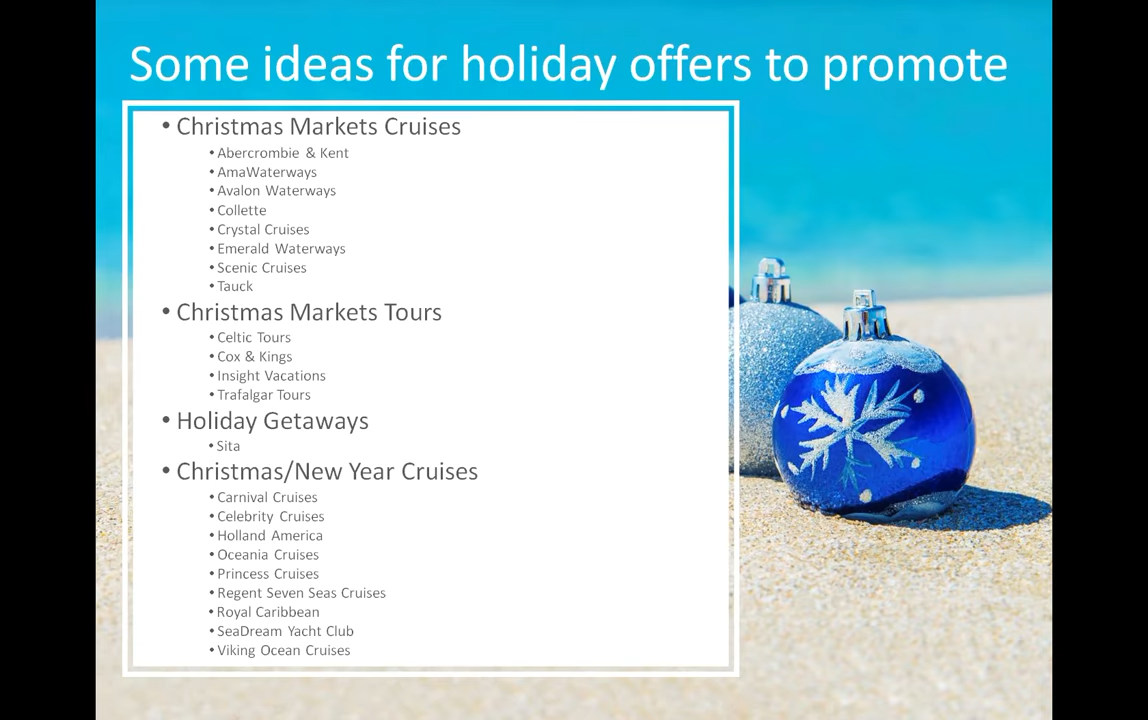 Some ideas for holiday offers to promote
• Christmas Markets Cruises
• Abercrombie & Kent
• AmaWaterways
• Avalon Waterways
• Collette
• Crystal Cruises
• Emerald Waterways
• Scenic Cruises
• Tauck
• Christmas Markets Tours
• Celtic Tours
• Cox & Kings
• Insight Vacations
• Trafalgar Tours
• Holiday Getaways
• Sita
• Christmas/New Year Cruises
• Carnival Cruises
• Celebrity Cruises
• Holland America
• Oceania Cruises
• Princess Cruises
• Regent Seven Seas Cruises
• Royal Caribbean
• SeaDream Yacht Club
• Viking Ocean Cruises